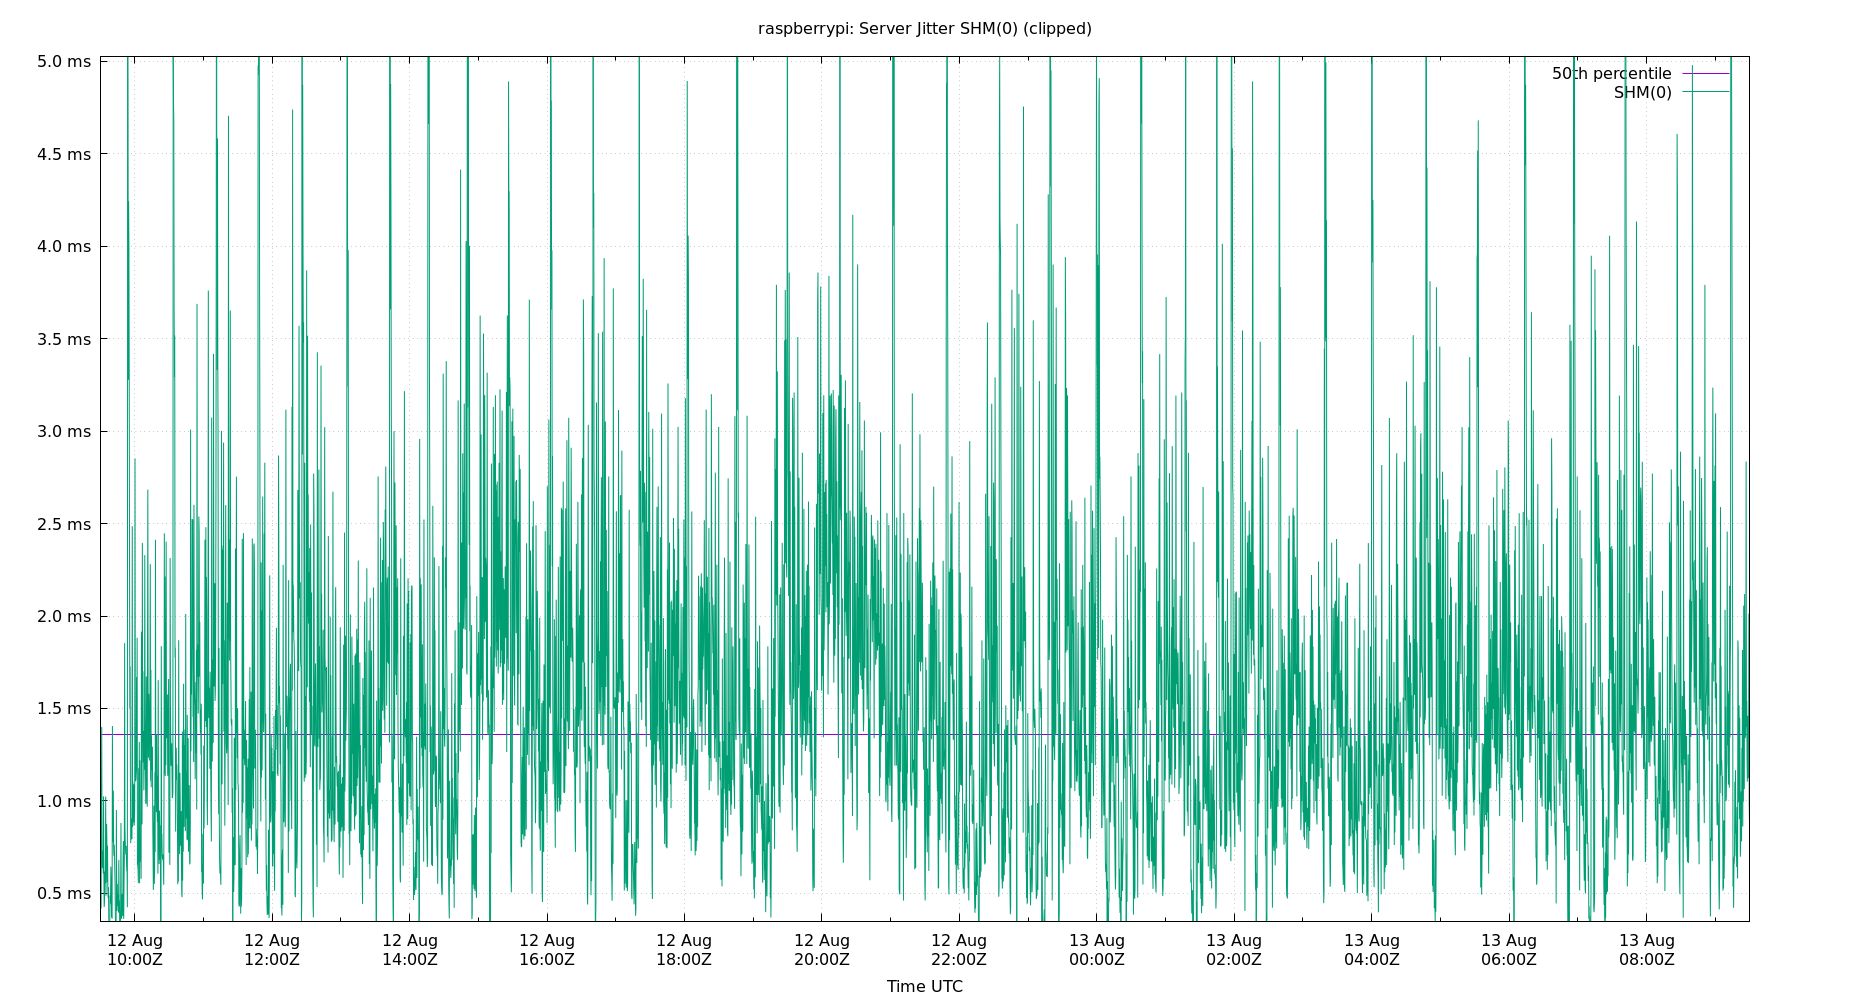 raspberrypi: Server Jitter SHM(0) (clipped)
5.0 ms
4.5 ms
4.0 ms
3.5 ms
3.0 ms
2.5 ms
2.0 ms
1.5 ms
1.0 ms
0.5 ms
50th percentile
SHM(0)
12 Aug 12 Aug 12 Aug 12 Aug 12 Aug 12 Aug 12 Aug 13 Aug 13 Aug 13 Aug 13 Aug 13 Aug
10:00Z 12:00Z 14:00Z 16:00Z 18:00Z 20:00Z 22:00Z 00:00Z 02:00Z 04:00Z 06:00Z 08:00Z
Time UTC